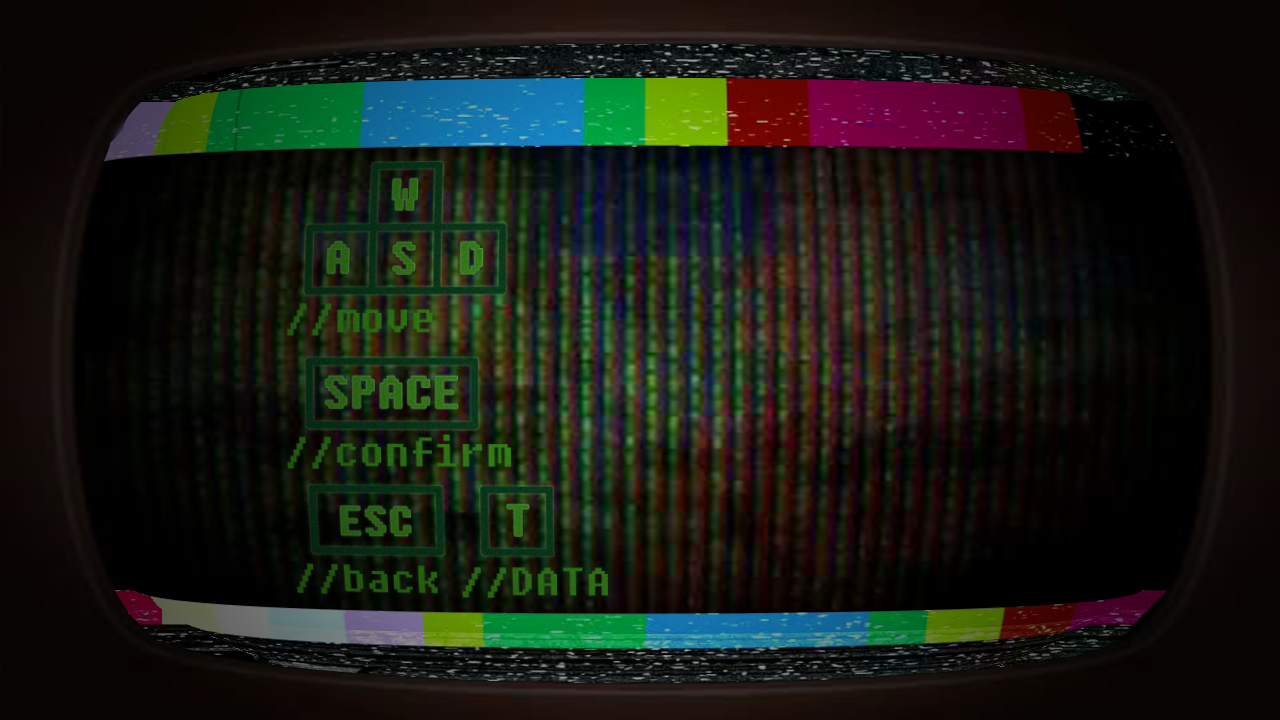 W
A S D
//move
SPACE
//confirm
ESC T
//back //DATA